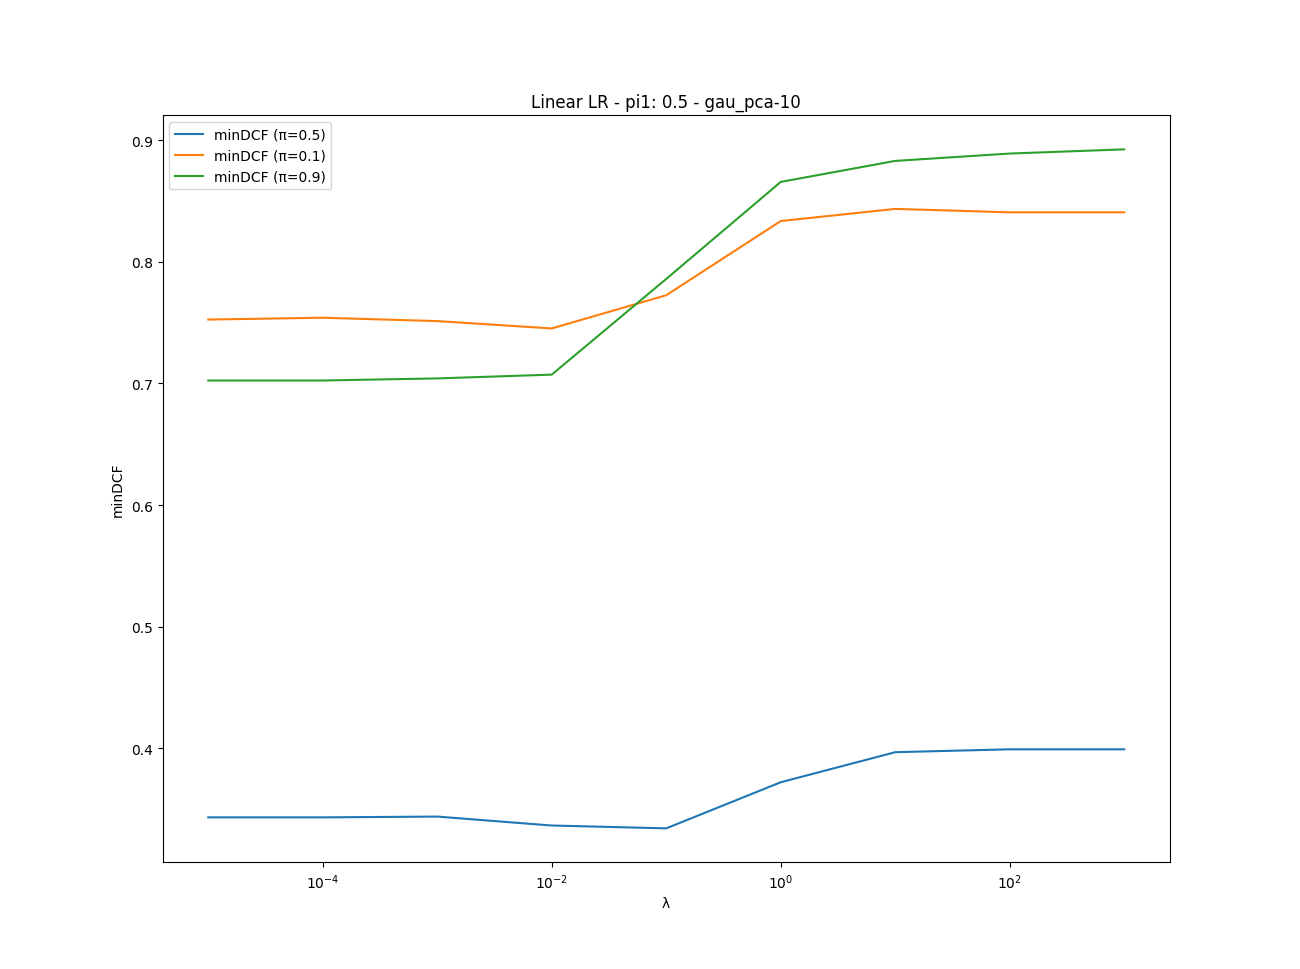 Linear LR - pi1: 0.5 - gau_pca-10
minDCF (π=0.5)
minDCF (π=0.1)
minDCF (π=0.9)
0.9
0.8
0.7
0.6
0.5
0.4
minDCF
10⁻⁴
10⁻²
10⁰
10²
λ